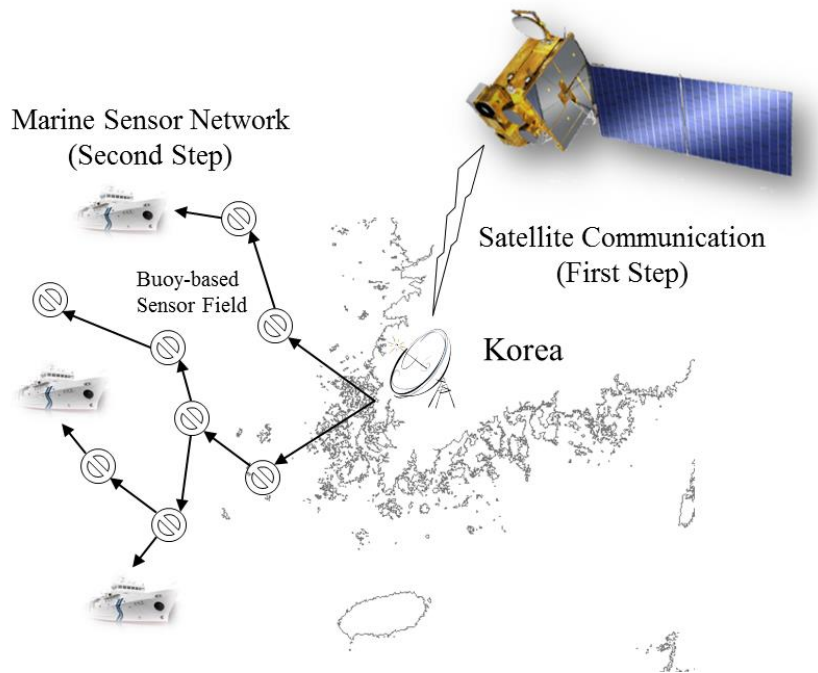 Marine Sensor Network
(Second Step)
Satellite Communication
(First Step)
Buoy-based
Sensor Field
Korea